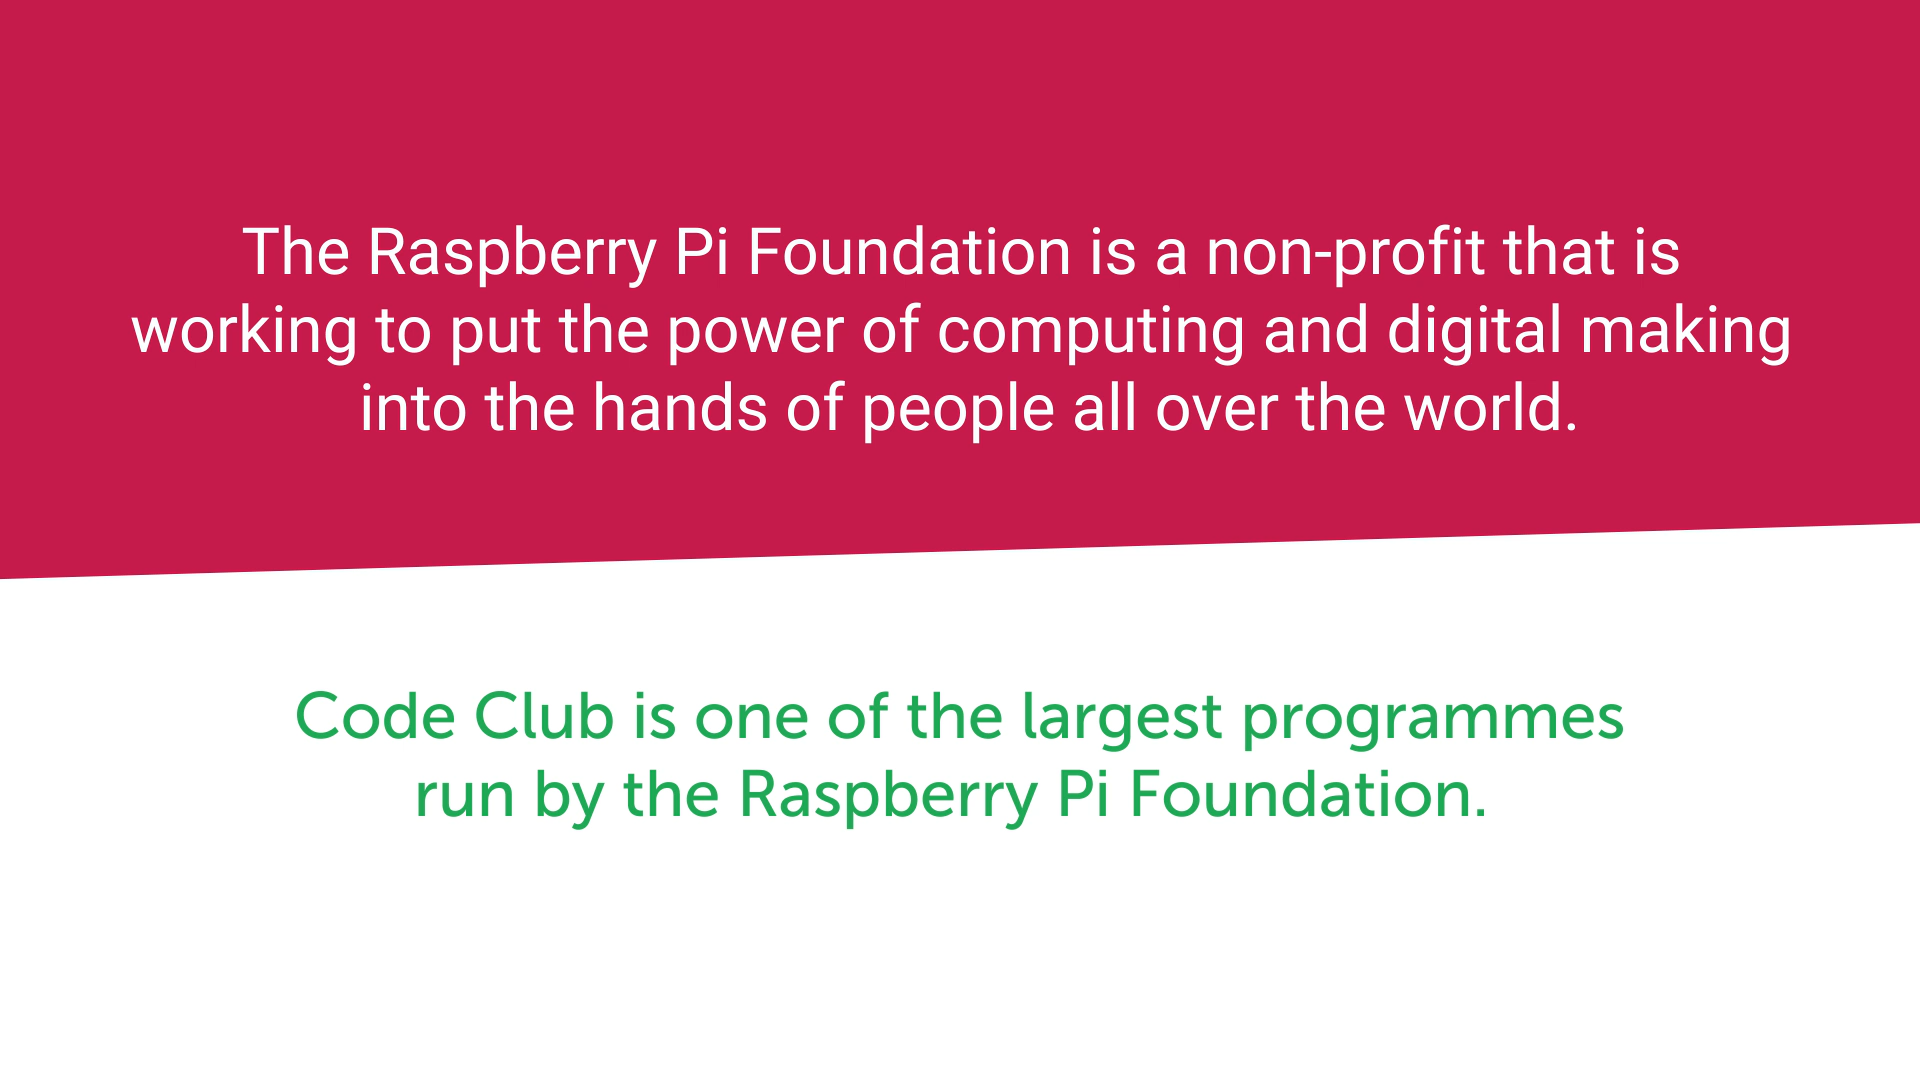 The Raspberry Pi Foundation is a non-profit that is
working to put the power of computing and digital making
into the hands of people all over the world.
Code Club is one of the largest programmes
run by the Raspberry Pi Foundation.